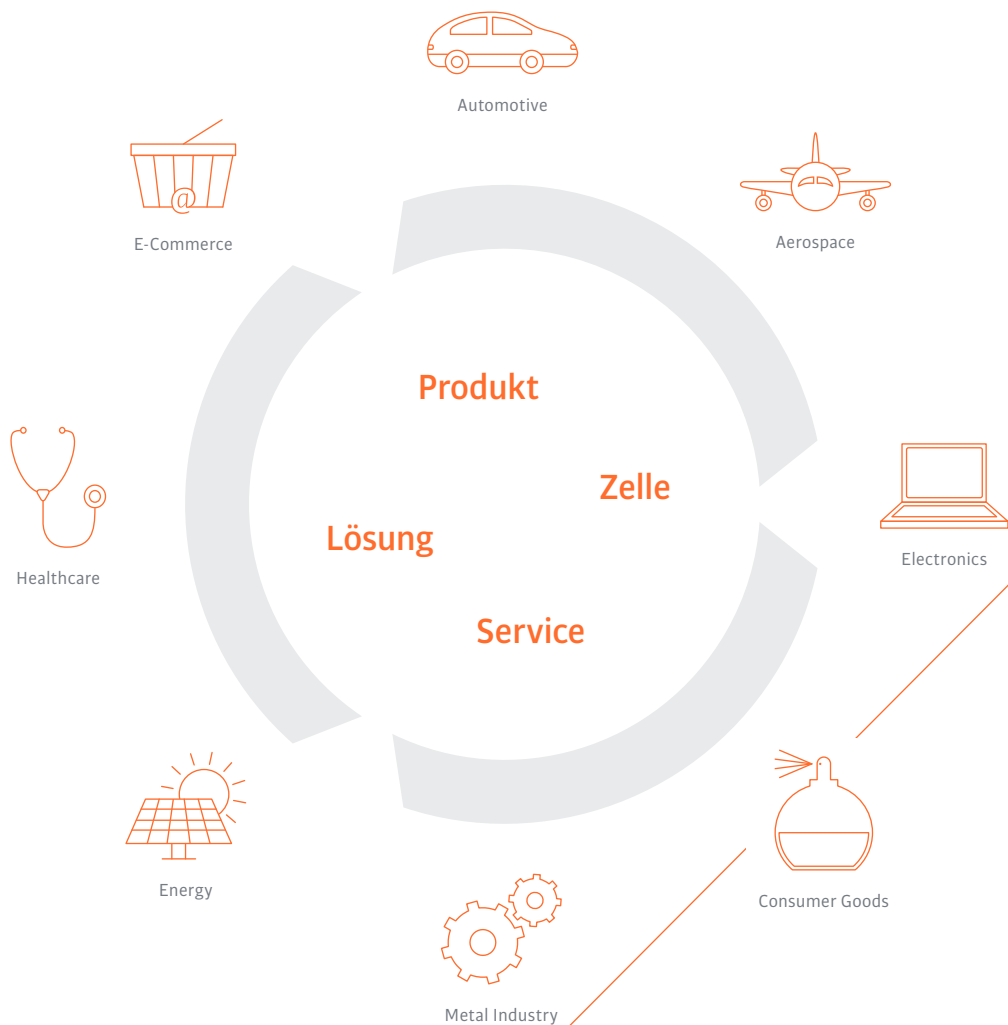 Automotive
E-Commerce
Aerospace
Produkt
Zelle
Lösung
Electronics
Healthcare
Service
Energy
Consumer Goods
Metal Industry